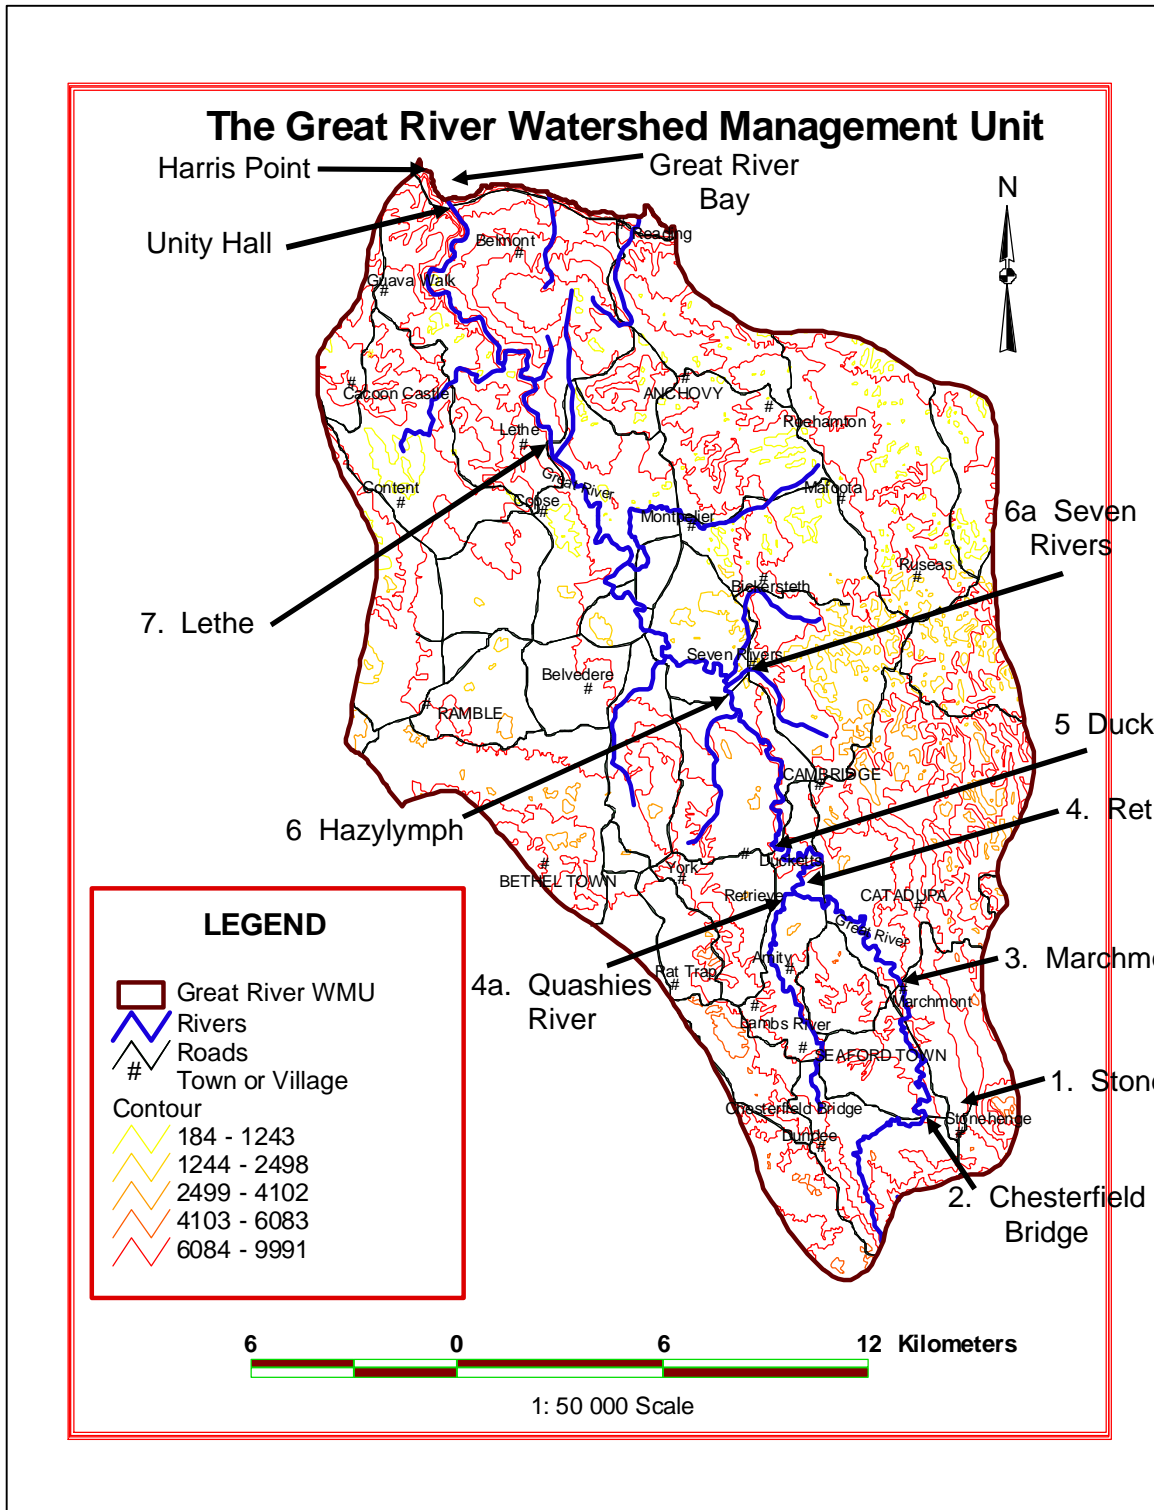 The Great River Watershed Management Unit
Harris Point
Great River
Bay
N
Unity Hall
Reading
Belmont
Guava Walk
Cacoon Castle
ANCHOVY
Roehamton
Lethe
Great River
Content
Copse
Mafoota
Montpelier
6a Seven
Rivers
Ruseas
Bickersteth
7. Lethe
Seven Rivers
Belvedere
RAMBLE
5 Duck
CAMBRIDGE
4. Ret
6 Hazylymph
Ducketts
BETHEL TOWN
York
Retrieve
CATADUPA
Great River
Amity
3. Marchm
Rat Trap
4a. Quashies
River
Marchmont
Lambs River
SEAFORD TOWN
1. Ston
Chesterfield Bridge
Stonehenge
Dundee
2. Chesterfield
Bridge
LEGEND
Great River WMU
Rivers
Roads
# Town or Village
Contour
184 - 1243
1244 - 2498
2499 - 4102
4103 - 6083
6084 - 9991
6 0 6 12 Kilometers
1: 50 000 Scale